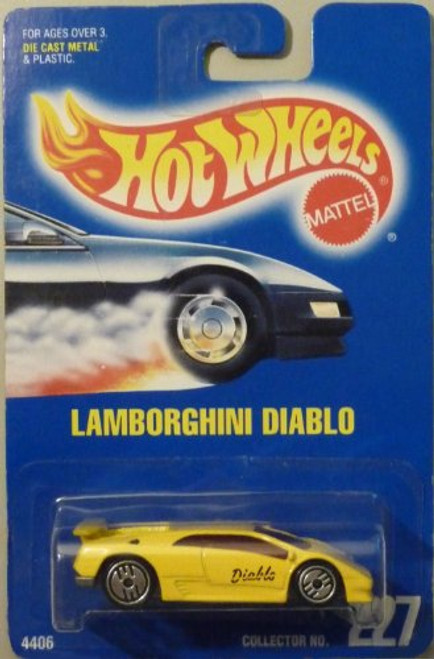 FOR AGES OVER 3.
DIE CAST METAL
& PLASTIC.
HOT WHEELS®
MATTEL
®
LAMBORGHINI DIABLO
Diablo
4406
COLLECTOR NO. 227